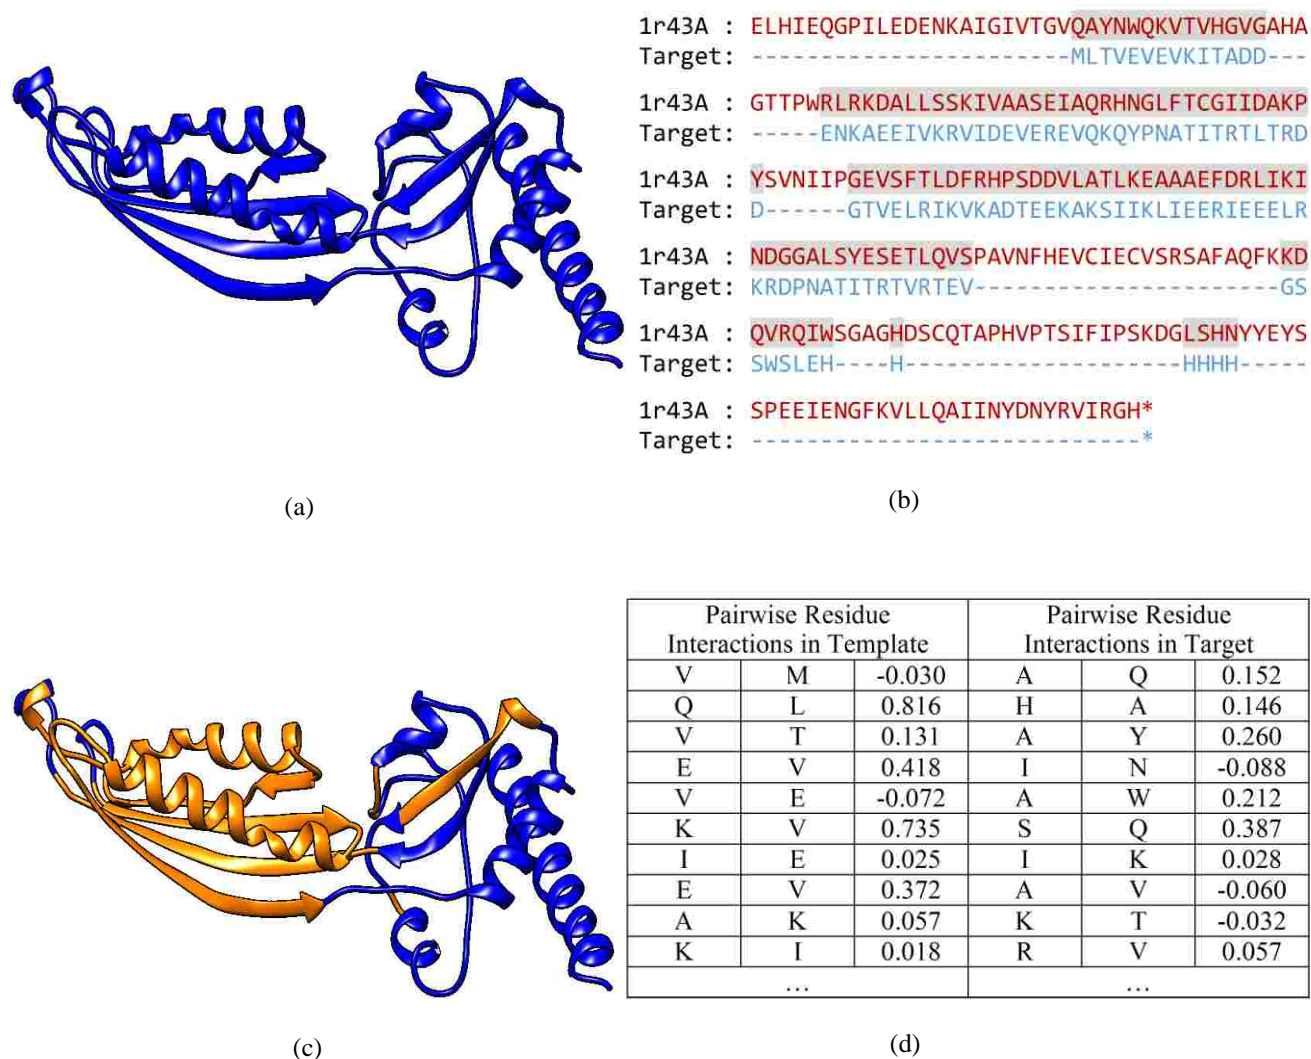 1r43A : ELHIEQGPILEDENKAIGIVTGVQAYNWQKVTVHGVGAHA
Target: -----------------------MLTVEVEVKITADD---
1r43A : GTTPWRLRKDALLSSKIVAASEIAQRHNGLFTCGIIDAKP
Target: -----ENKAEEIVKRVIDEVEREVQKQYPNATITRTLTRD
1r43A : YSVNIIPGEVSFTLDFRHPSDDVLATLKEAAAEFDRLIKI
Target: D------GTVELRIKVKADTEEKAKSIIKLIEERIEEELR
1r43A : NDGGALSYESETLQVSPAVNFHEVCIECVSRSAFAQFKKD
Target: KRDPNATITRTVRTEV----------------------GS
1r43A : QVRQIWSGAGHDSCQTAPHVPTSIFIPSKDGLSHNYYEYS
Target: SWSLEH----H--------------------HHHH-----
1r43A : SPEEIENGFKVLLQAIINYDNYRVIRGH*
Target: ----------------------------*
(a)
(b)
Pairwise Residue Interactions in Template | Pairwise Residue Interactions in Target
V M -0.030 A Q 0.152
Q L 0.816 H A 0.146
V T 0.131 A Y 0.260
E V 0.418 I N -0.088
V E -0.072 A W 0.212
K V 0.735 S Q 0.387
I E 0.025 I K 0.028
E V 0.372 A V -0.060
A K 0.057 K T -0.032
K I 0.018 R V 0.057
... ...
(c)
(d)